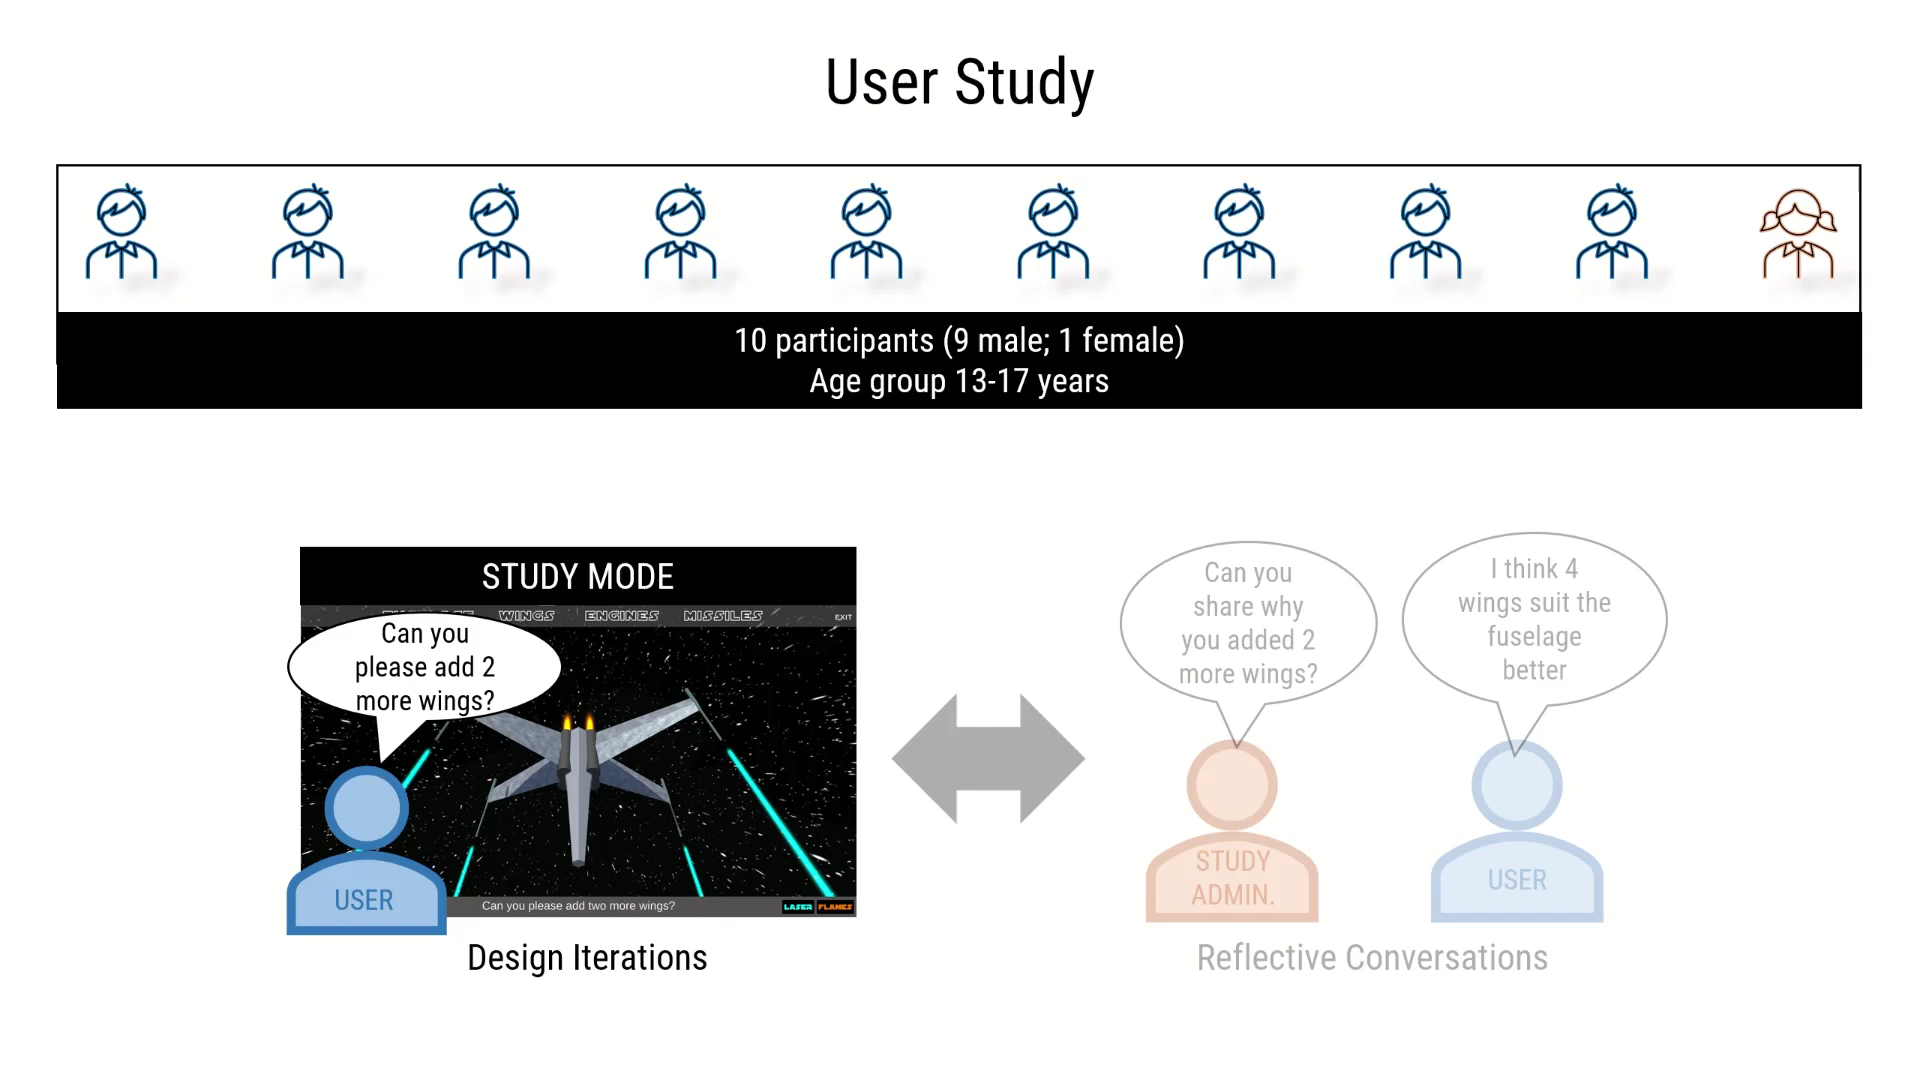 User Study
10 participants (9 male; 1 female)
Age group 13-17 years
STUDY MODE
WINGS ENGINES MISSILES EXIT
Can you
please add 2
more wings?
USER
Can you please add two more wings?
LASER FLAMES
Design Iterations
Can you
share why
you added 2
more wings?
I think 4
wings suit the
fuselage
better
STUDY
ADMIN.
USER
Reflective Conversations